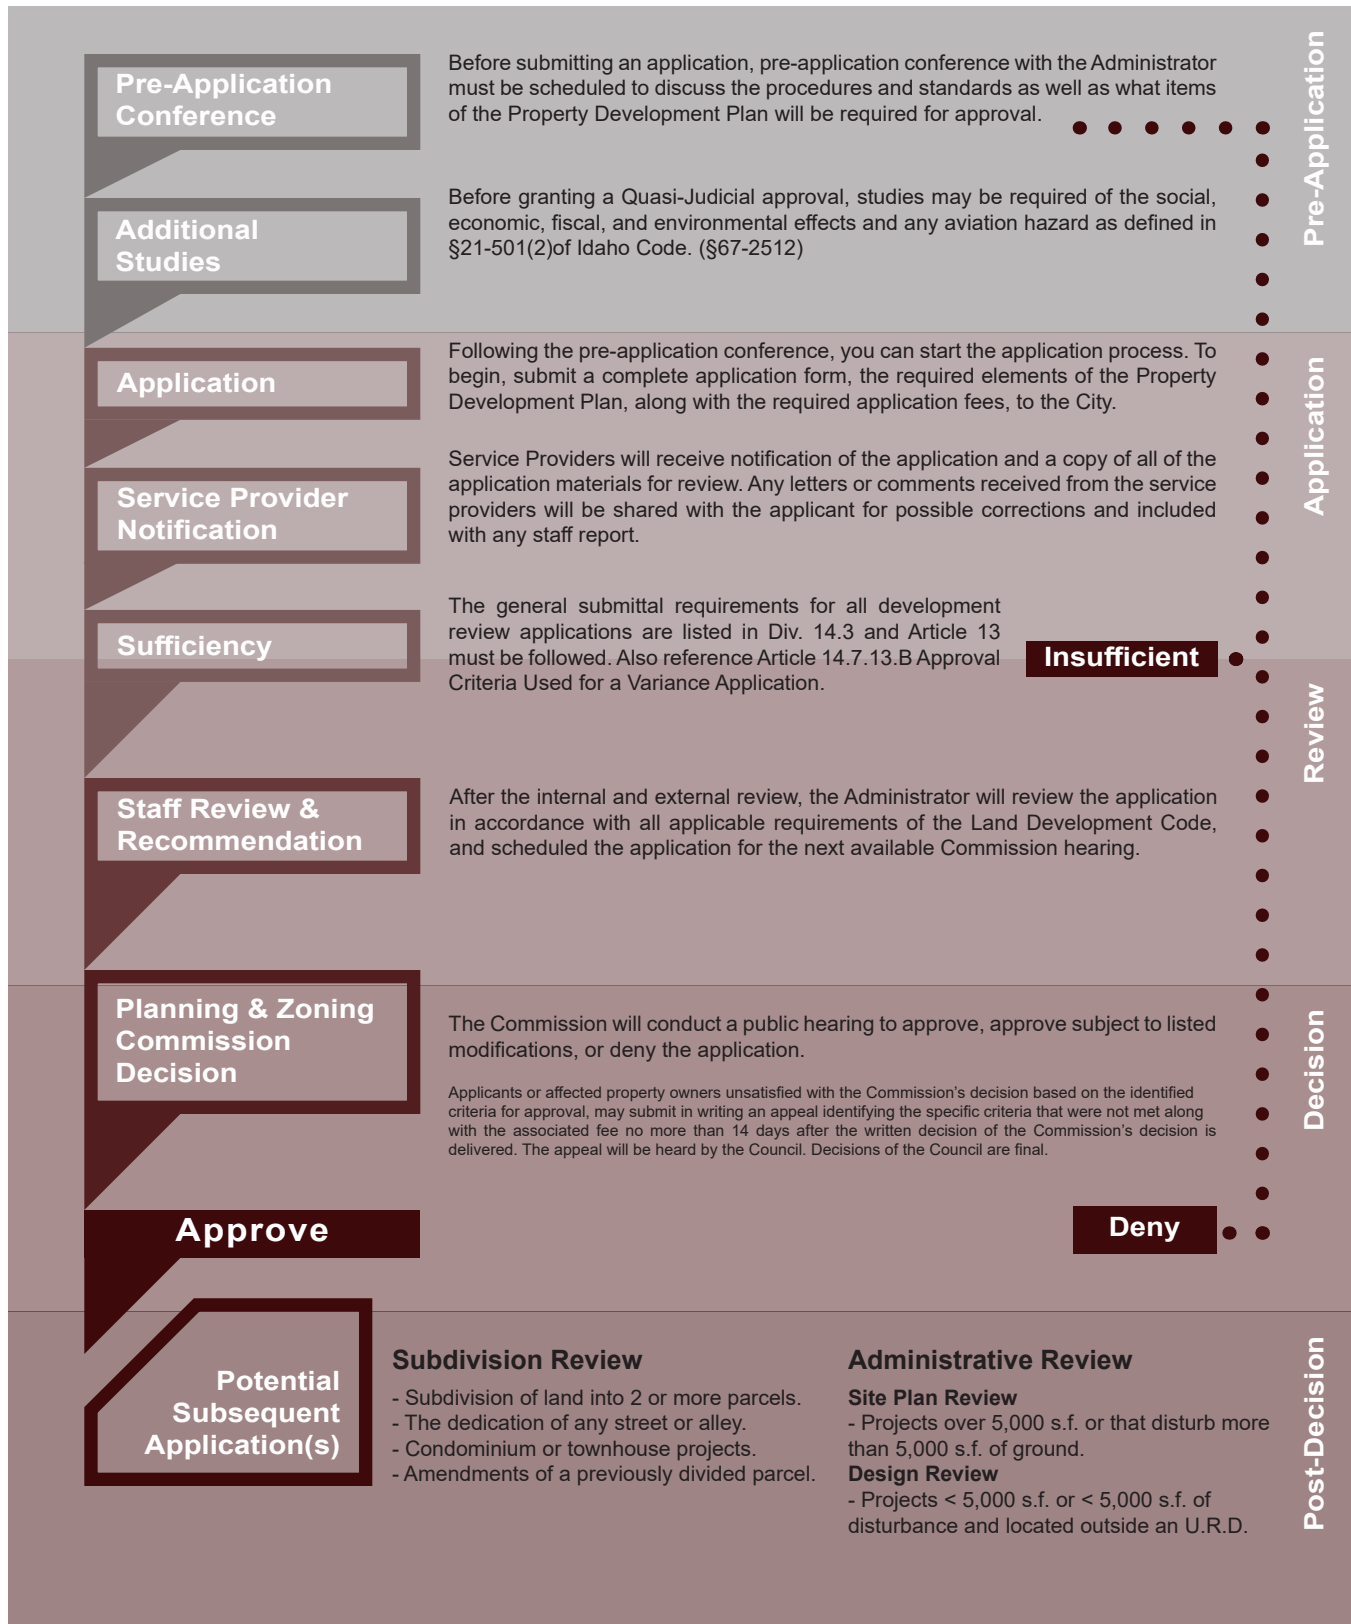 Pre-Application
Conference
Before submitting an application, pre-application conference with the Administrator
must be scheduled to discuss the procedures and standards as well as what items
of the Property Development Plan will be required for approval.
Pre-Application
Additional
Studies
Before granting a Quasi-Judicial approval, studies may be required of the social,
economic, fiscal, and environmental effects and any aviation hazard as defined in
§21-501(2)of Idaho Code. (§67-2512)
Application
Following the pre-application conference, you can start the application process. To
begin, submit a complete application form, the required elements of the Property
Development Plan, along with the required application fees, to the City.
Application
Service Provider
Notification
Service Providers will receive notification of the application and a copy of all of the
application materials for review. Any letters or comments received from the service
providers will be shared with the applicant for possible corrections and included
with any staff report.
Sufficiency
The general submittal requirements for all development
review applications are listed in Div. 14.3 and Article 13
must be followed. Also reference Article 14.7.13.B Approval
Criteria Used for a Variance Application.
Insufficient
Review
Staff Review &
Recommendation
After the internal and external review, the Administrator will review the application
in accordance with all applicable requirements of the Land Development Code,
and scheduled the application for the next available Commission hearing.
Planning & Zoning
Commission
Decision
The Commission will conduct a public hearing to approve, approve subject to listed
modifications, or deny the application.
Applicants or affected property owners unsatisfied with the Commission's decision based on the identified
criteria for approval, may submit in writing an appeal identifying the specific criteria that were not met along
with the associated fee no more than 14 days after the written decision of the Commission's decision is
delivered. The appeal will be heard by the Council. Decisions of the Council are final.
Decision
Approve
Deny
Potential
Subsequent
Application(s)
Subdivision Review
- Subdivision of land into 2 or more parcels.
- The dedication of any street or alley.
- Condominium or townhouse projects.
- Amendments of a previously divided parcel.
Administrative Review
Site Plan Review
- Projects over 5,000 s.f. or that disturb more
than 5,000 s.f. of ground.
Design Review
- Projects < 5,000 s.f. or < 5,000 s.f. of
disturbance and located outside an U.R.D.
Post-Decision